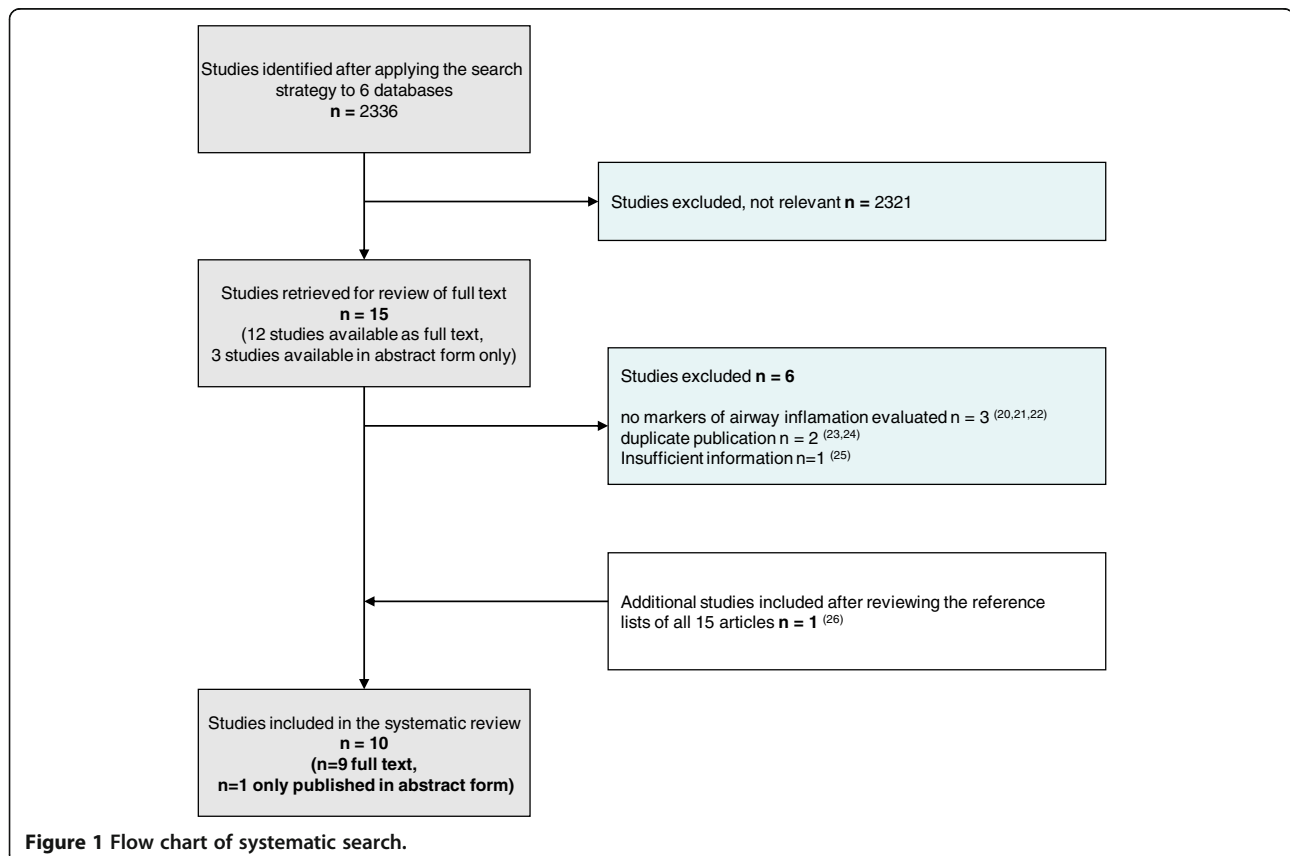 Studies identified after applying the search
strategy to 6 databases
n = 2336
Studies excluded, not relevant n = 2321
Studies retrieved for review of full text
n = 15
(12 studies available as full text,
3 studies available in abstract form only)
Studies excluded n = 6
no markers of airway inflamation evaluated n = 3 (20,21,22)
duplicate publication n = 2 (23,24)
Insufficient information n=1 (25)
Additional studies included after reviewing the reference
lists of all 15 articles n = 1 (26)
Studies included in the systematic review
n = 10
(n=9 full text,
n=1 only published in abstract form)
Figure 1 Flow chart of systematic search.